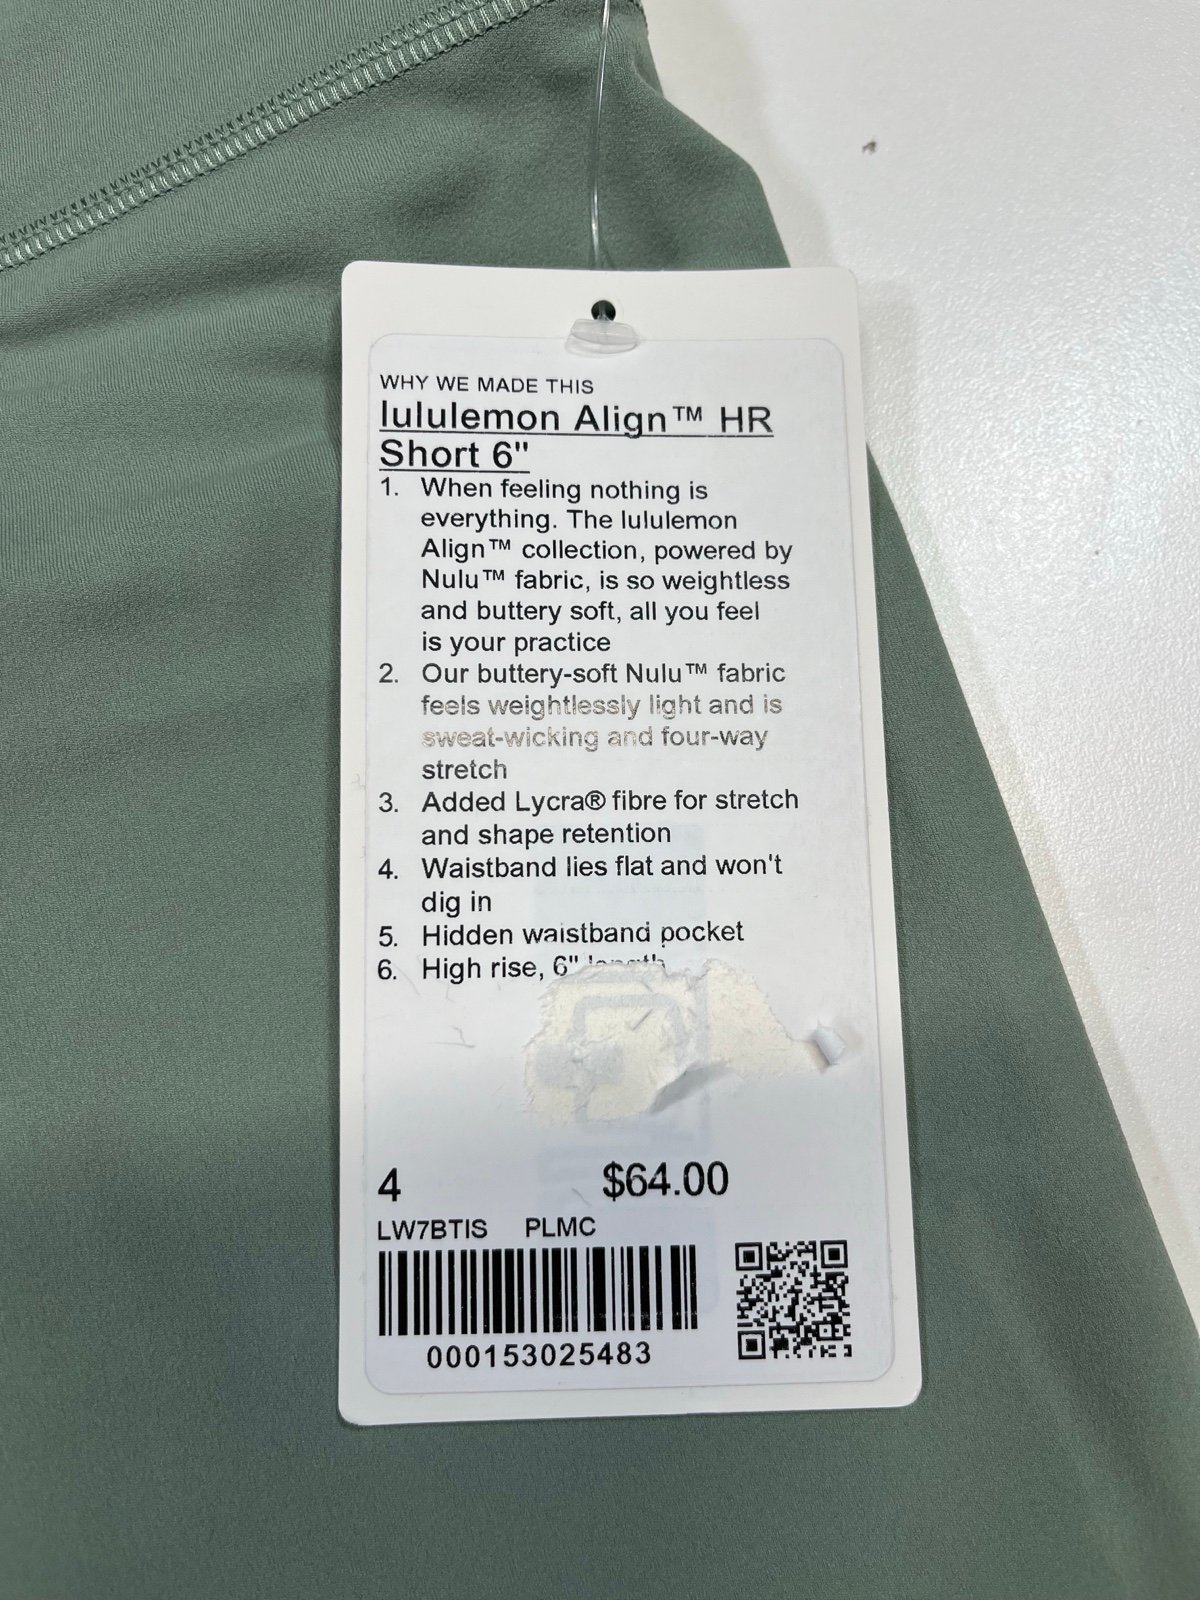 WHY WE MADE THIS
lululemon Align™ HR
Short 6"
1. When feeling nothing is
everything. The lululemon
Align™ collection, powered by
Nulu™ fabric, is so weightless
and buttery soft, all you feel
is your practice
2. Our buttery-soft Nulu™ fabric
feels weightlessly light and is
sweat-wicking and four-way
stretch
3. Added Lycra® fibre for stretch
and shape retention
4. Waistband lies flat and won't
dig in
5. Hidden waistband pocket
6. High rise, 6" length
4 $64.00
LW7BTIS PLMC
000153025483